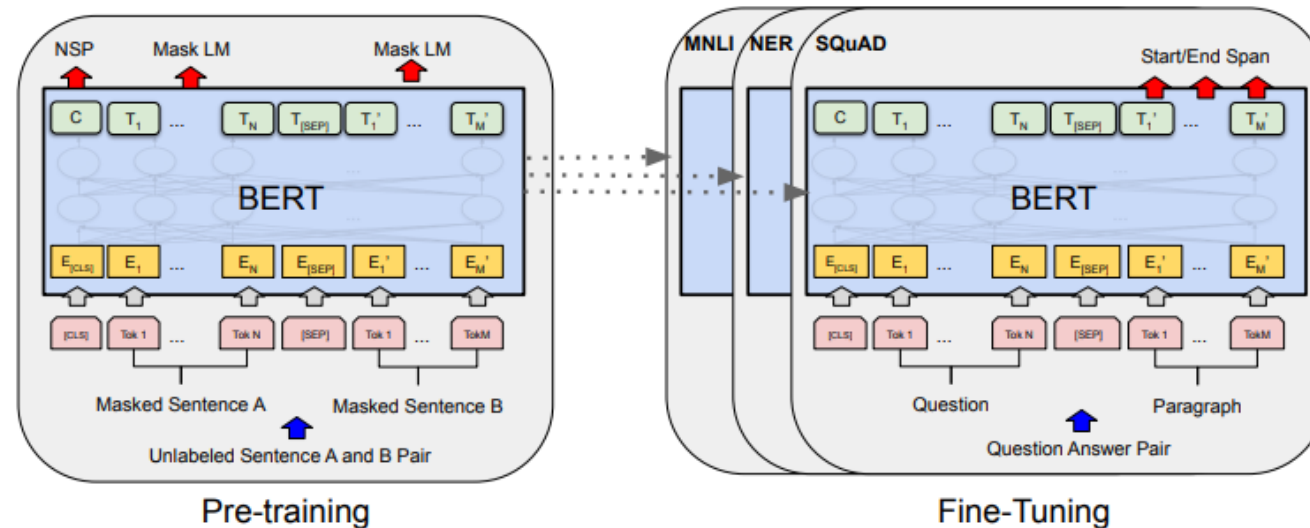 NSP Mask LM Mask LM
C T1 ... TN T[SEP] T1' ... TM'
...
BERT
...
E[CLS] E1 ... EN E[SEP] E1' ... EM'
[CLS] Tok 1 ... Tok N [SEP] Tok 1 ... TokM
Masked Sentence A Masked Sentence B
Unlabeled Sentence A and B Pair
Pre-training
MNLI NER SQuAD
Start/End Span
C T1 ... TN T[SEP] T1' ... TM'
...
BERT
...
E[CLS] E1 ... EN E[SEP] E1' ... EM'
[CLS] Tok 1 ... Tok N [SEP] Tok 1 ... TokM
Question Paragraph
Question Answer Pair
Fine-Tuning